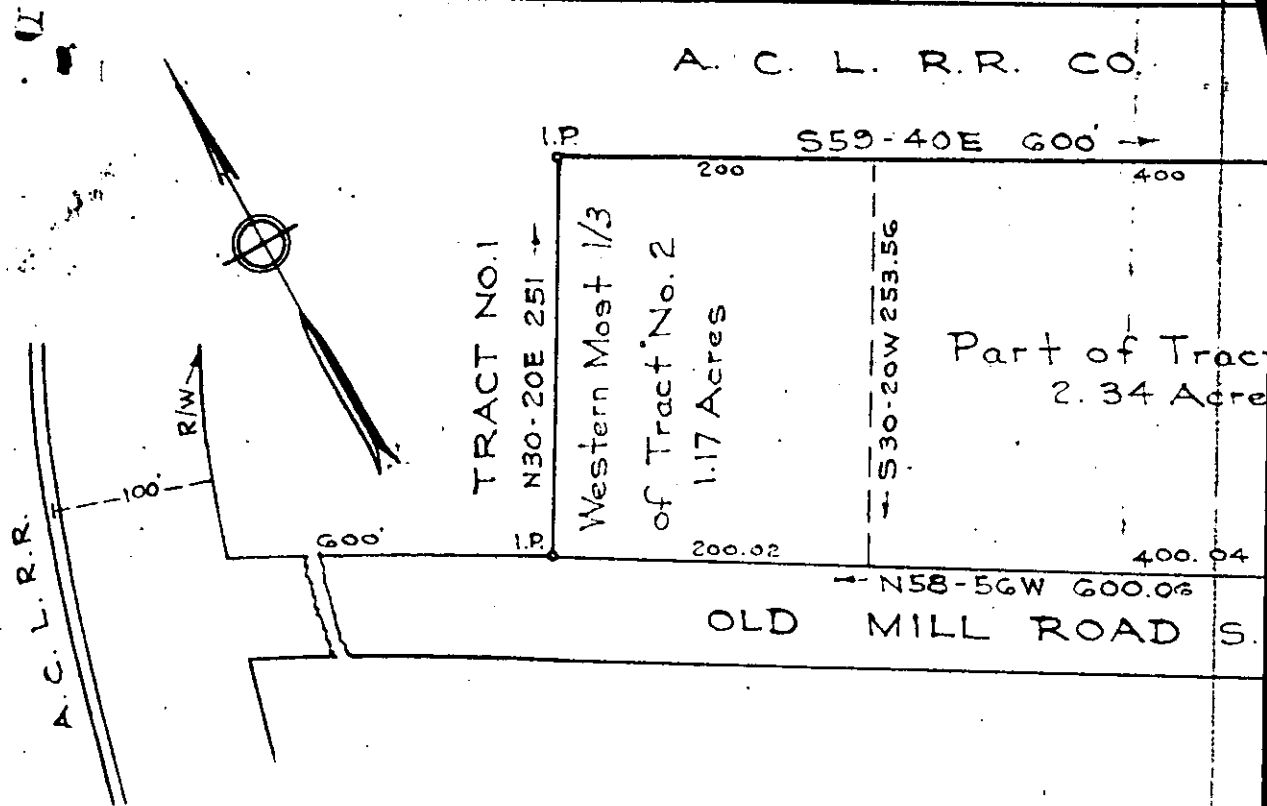 A. C. L. R.R. CO.
I.P.
S59-40E 600'
200
400
TRACT NO.1
N30-20E 251
Western Most 1/3
of Tract No. 2
1.17 Acres
S30-20W 253.56
Part of Trac
2.34 Acre
R/W
100'
A. C. L. R.R.
600'
I.P.
200.02
400.04
N58-56W 600.06
OLD MILL ROAD S.